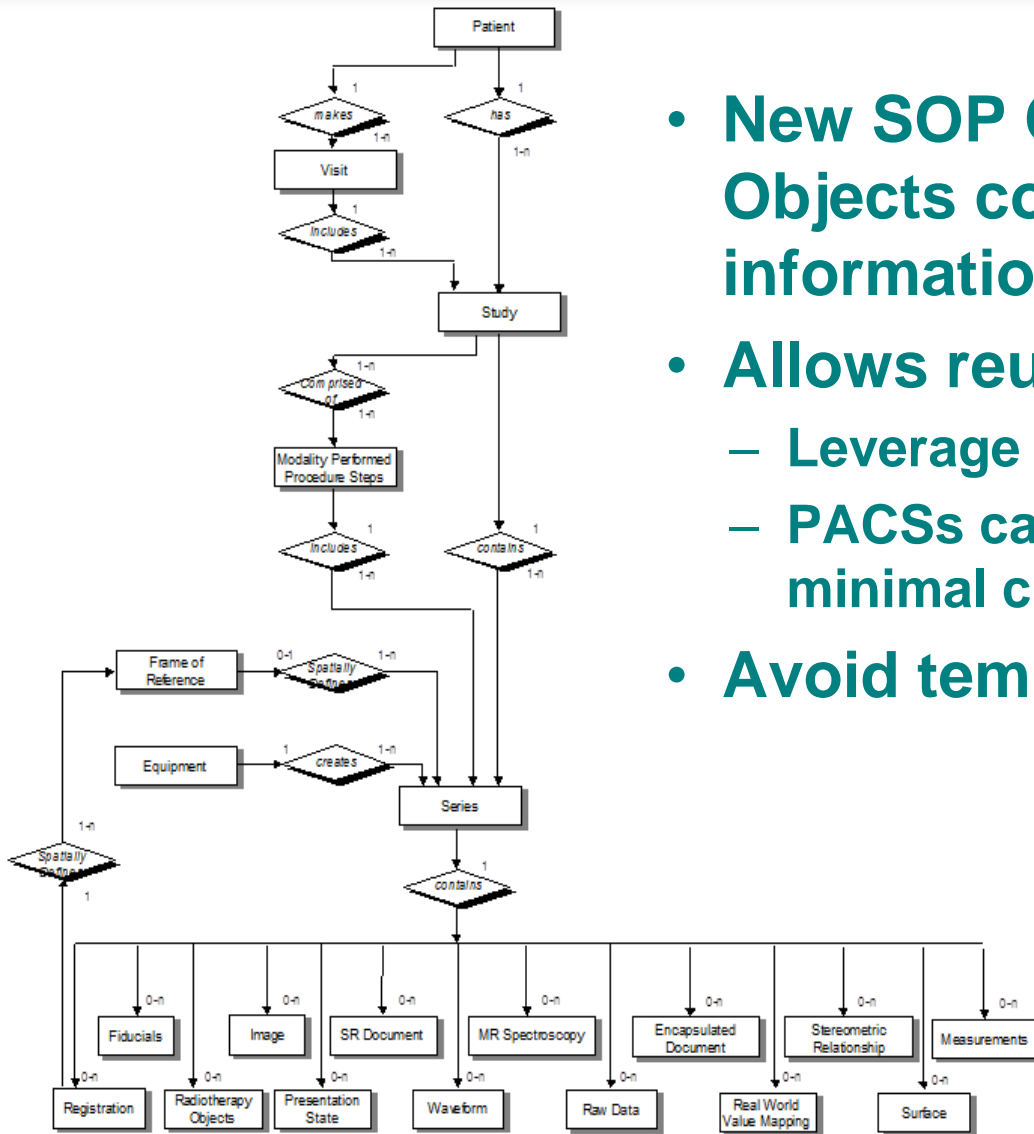 Patient
1
1
makes
has
1-n
1-n
Visit
1
includes
1-n
Study
1-n
Comprised
of
1-n
Modality Performed
Procedure Steps
1
1
includes
contains
1-n
1-n
Frame of
Reference
0-1
Spatially
1-n
Equipment
1
creates
1-n
Series
1-n
Spatially
1
1
contains
0-n
0-n
0-n
0-n
0-n
0-n
0-n
Fiducials
Image
SR Document
MR Spectroscopy
Encapsulated
Document
Stereometric
Relationship
Measurements
0-n
0-n
0-n
0-n
0-n
0-n
0-n
Registration
Radiotherapy
Objects
Presentation
State
Waveform
Raw Data
Real World
Value Mapping
Surface
• New SOP
Objects co
informatio
• Allows reu
– Leverage
– PACSs ca
minimal c
• Avoid tem